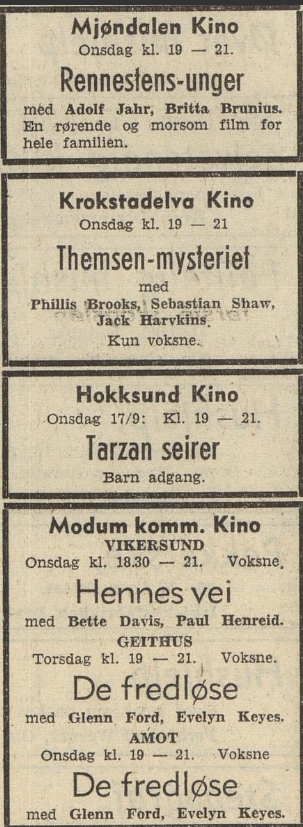 Mjøndalen Kino
Onsdag kl. 19 — 21.
Rennestens-unger
med Adolf Jahr, Britta Brunius.
En rørende og morsom film for
hele familien.
Krokstadelva Kino
Onsdag kl. 19 — 21
Themsen-mysteriet
med
Phillis Brooks, Sebastian Shaw,
Jack Harvkins.
Kun voksne.
Hokksund Kino
Onsdag 17/9: Kl. 19 — 21.
Tarzan seirer
Barn adgang.
Modum komm. Kino
VIKERSUND
Onsdag kl. 18.30 — 21. Voksne.
Hennes vei
med Bette Davis, Paul Henreid.
GEITHUS
Torsdag kl. 19 — 21. Voksne.
De fredløse
med Glenn Ford, Evelyn Keyes.
AMOT
Onsdag kl. 19 — 21. Voksne
De fredløse
med Glenn Ford, Evelyn Keyes.